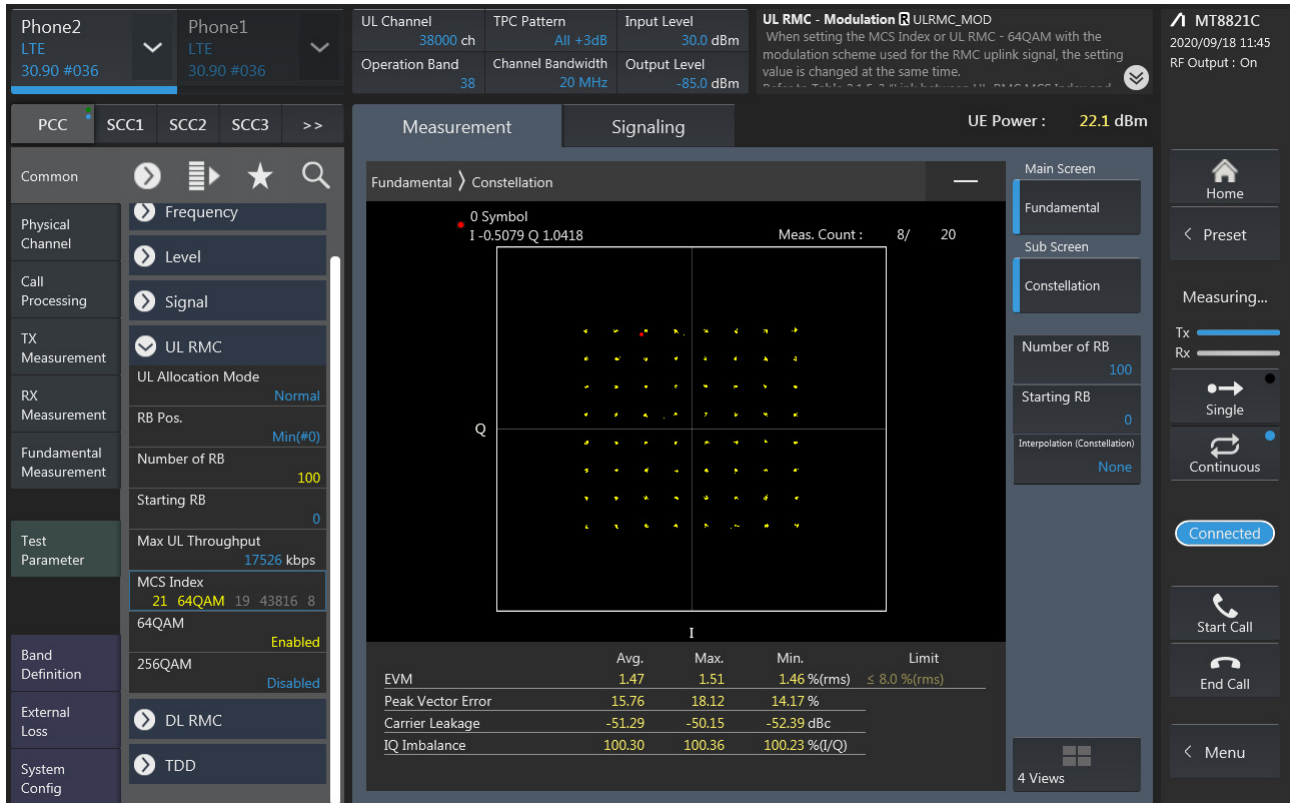 Phone2
LTE
30.90 #036
Phone1
LTE
30.90 #036
UL Channel
38000 ch
TPC Pattern
All +3dB
Input Level
30.0 dBm
Operation Band
38
Channel Bandwidth
20 MHz
Output Level
-85.0 dBm
UL RMC - Modulation R ULRMC_MOD
When setting the MCS Index or UL RMC - 64QAM with the
modulation scheme used for the RMC uplink signal, the setting
value is changed at the same time.
MT8821C
2020/09/18 11:45
RF Output : On
PCC
SCC1
SCC2
SCC3
>>
Measurement
Signaling
UE Power : 22.1 dBm
Common
Physical
Channel
Call
Processing
TX
Measurement
RX
Measurement
Fundamental
Measurement
Test
Parameter
Band
Definition
External
Loss
System
Config
Frequency
Level
Signal
UL RMC
UL Allocation Mode
Normal
RB Pos.
Min(#0)
Number of RB
100
Starting RB
0
Max UL Throughput
17526 kbps
MCS Index
21 64QAM 19 43816 8
64QAM
Enabled
256QAM
Disabled
DL RMC
TDD
Fundamental > Constellation
0 Symbol
I -0.5079 Q 1.0418
Meas. Count : 8/ 20
Q
I
Avg. Max. Min. Limit
EVM 1.47 1.51 1.46 %(rms) ≤ 8.0 %(rms)
Peak Vector Error 15.76 18.12 14.17 %
Carrier Leakage -51.29 -50.15 -52.39 dBc
IQ Imbalance 100.30 100.36 100.23 %(I/Q)
Main Screen
Fundamental
Sub Screen
Constellation
Number of RB
100
Starting RB
0
Interpolation (Constellation)
None
4 Views
Home
< Preset
Measuring...
Tx
Rx
Single
Continuous
Connected
Start Call
End Call
< Menu